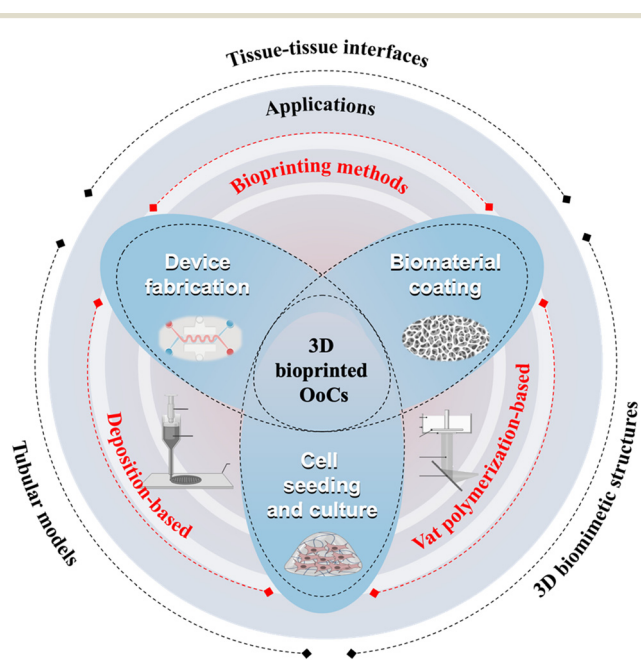 Tissue-tissue interfaces
Applications
Bioprinting methods
Device
fabrication
Biomaterial
coating
3D
bioprinted
OoCs
Deposition-based
Vat polymerization-based
Cell
seeding
and culture
Tubular models
3D biomimetic structures